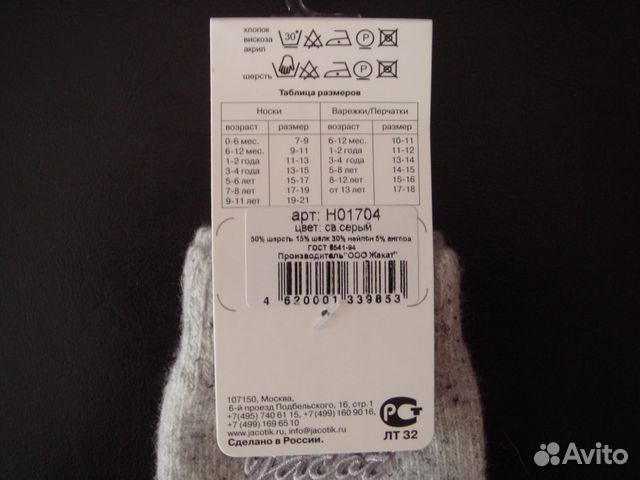 хлопок
вискоза
акрил
30° P
шерсть P
Таблица размеров
Носки Варежки/Перчатки
возраст размер возраст размер
0-6 мес. 7-9 6-12 мес. 10-11
6-12 мес. 9-11 1-2 года 11-12
1-2 года 11-13 3-4 года 13-14
3-4 года 13-15 5-8 лет 14-15
5-6 лет 15-17 8-12 лет 15-16
7-8 лет 17-19 от 13 лет 17-18
9-11 лет 19-21
арт: Н01704
цвет: св.серый
50% шерсть 15% шелк 30% нейлон 5% ангора
ГОСТ 8541-94
Производитель"ООО Жакат"
4 620001 339853
107150, Москва,
6-й проезд Подбельского, 16, стр.1
+7(495) 740 61 15, +7(499) 160 90 16,
+7(499) 169 65 10
www.jacotik.ru, info@jacotik.ru
Сделано в России.
РСТ
ЛТ 32
Jacot
Avito